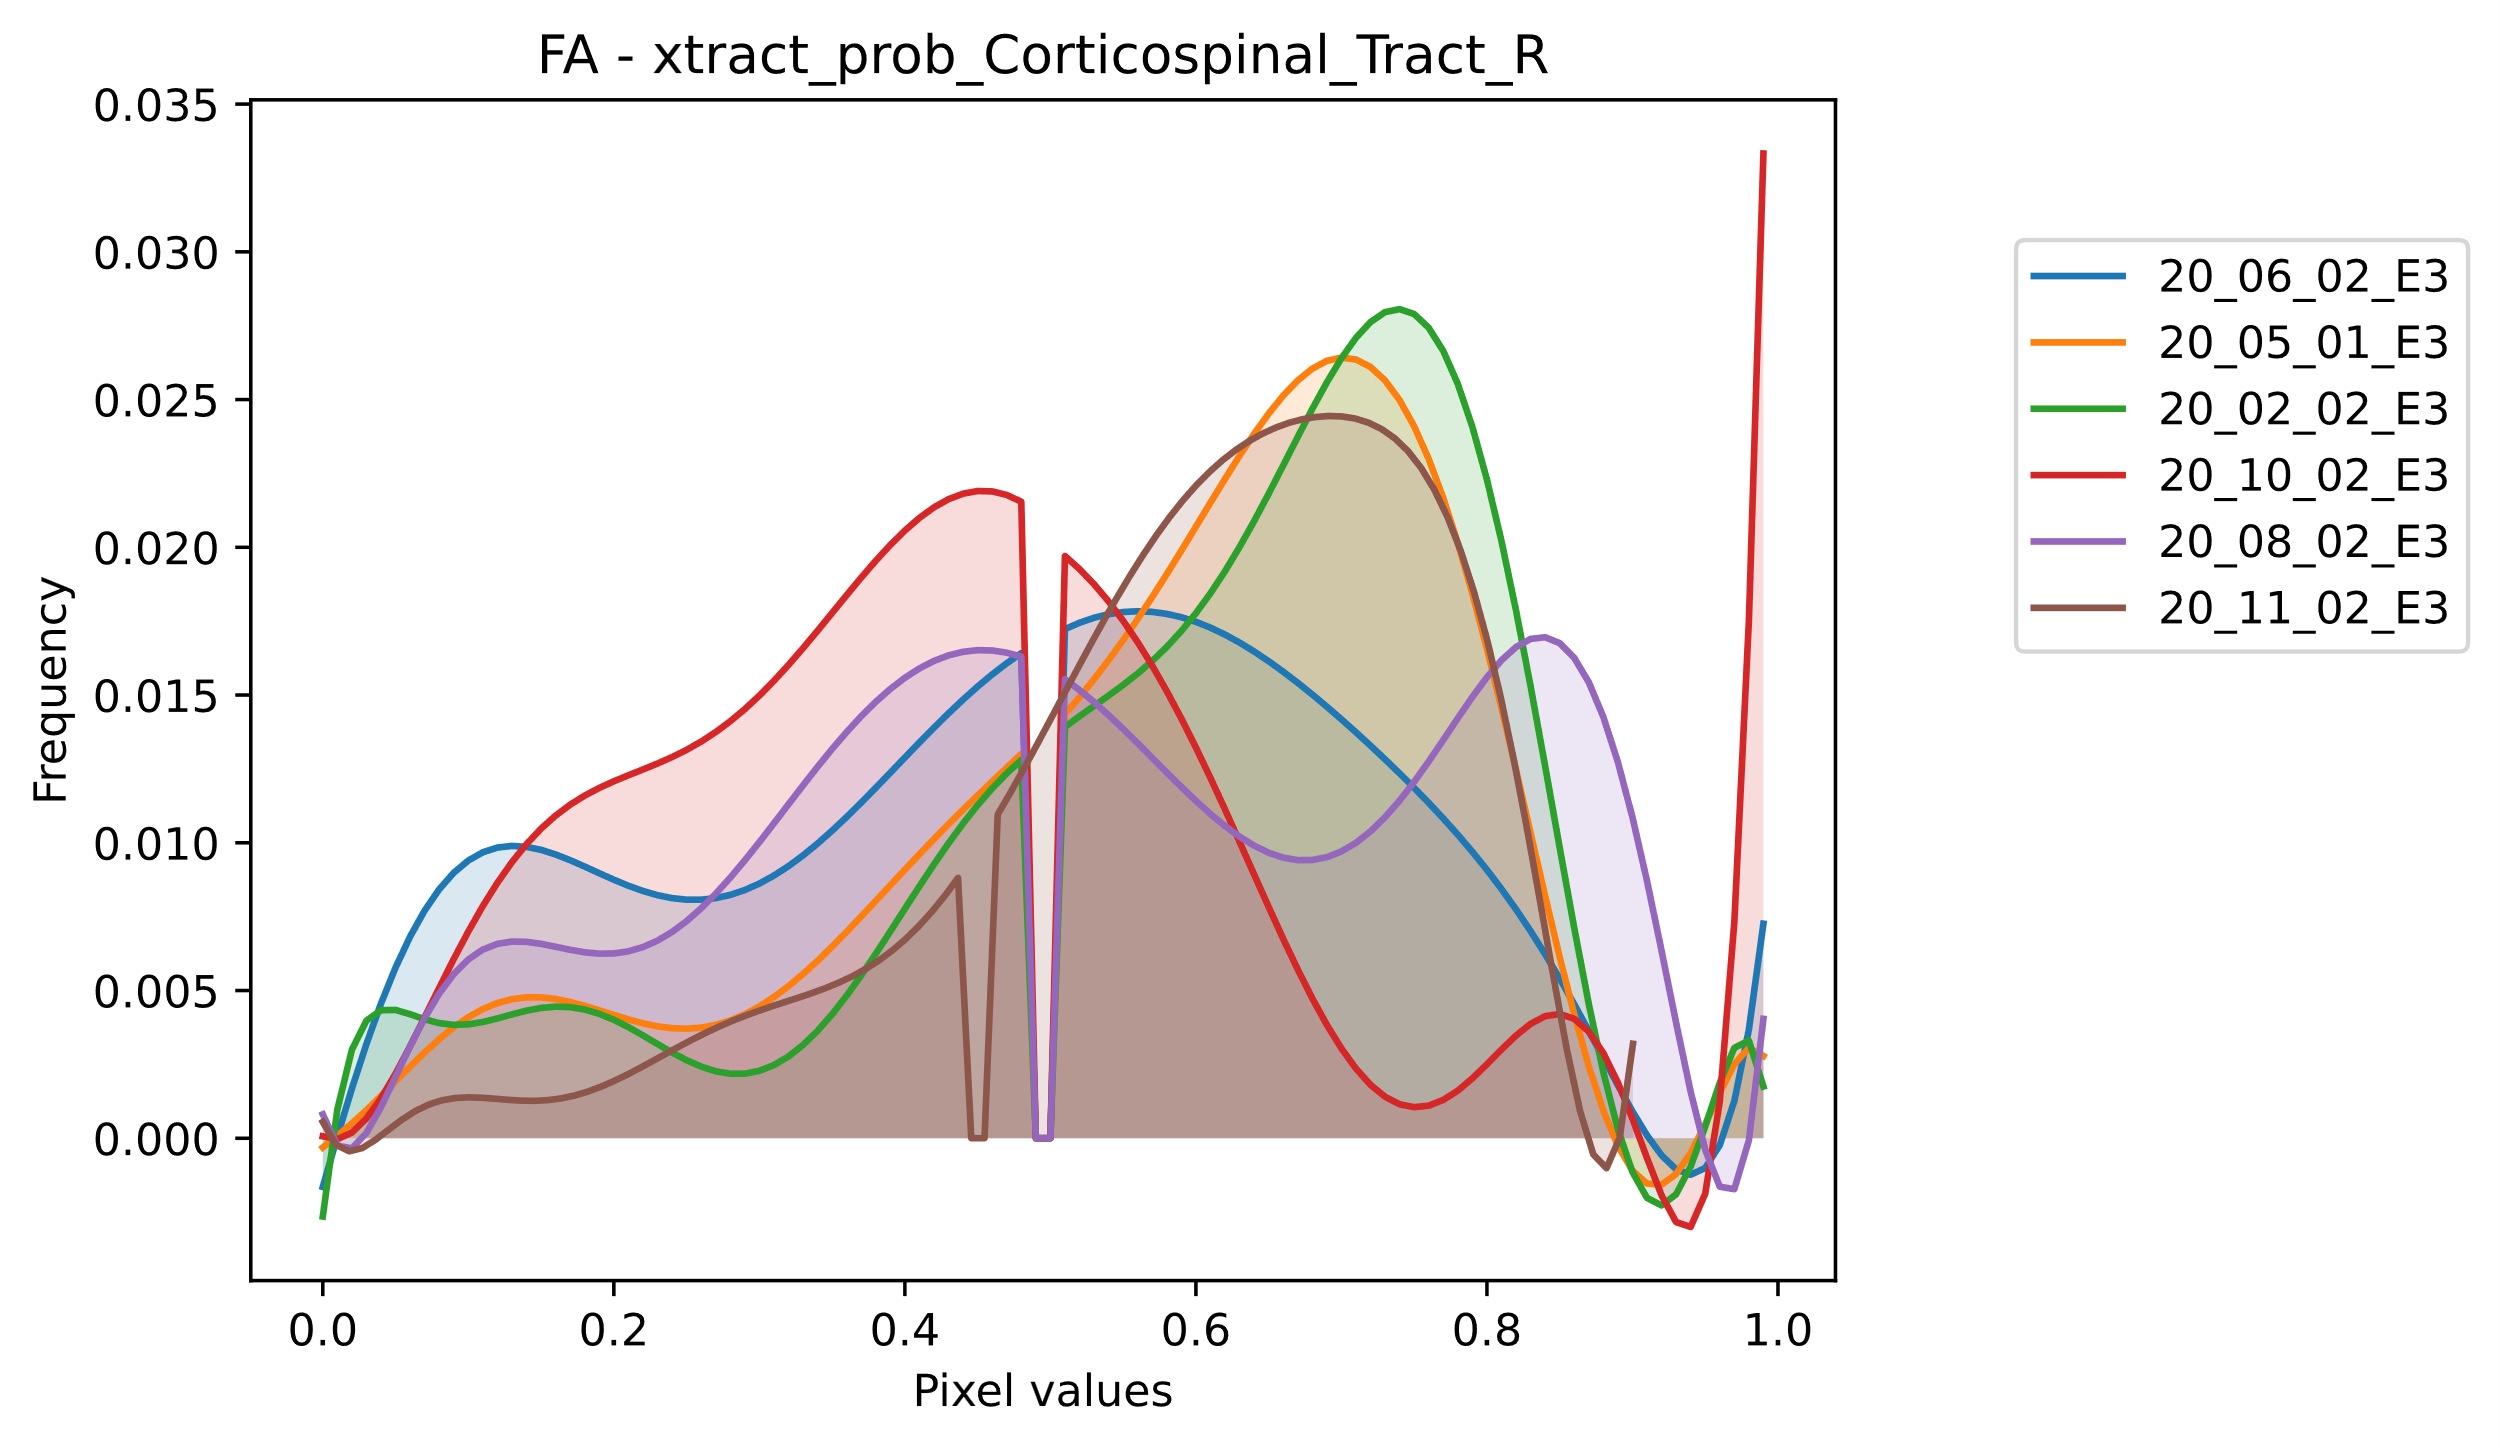 FA - xtract_prob_Corticospinal_Tract_R
0.035
0.030
0.025
0.020
0.015
0.010
0.005
0.000
Frequency
0.0 0.2 0.4 0.6 0.8 1.0
Pixel values
20_06_02_E3
20_05_01_E3
20_02_02_E3
20_10_02_E3
20_08_02_E3
20_11_02_E3